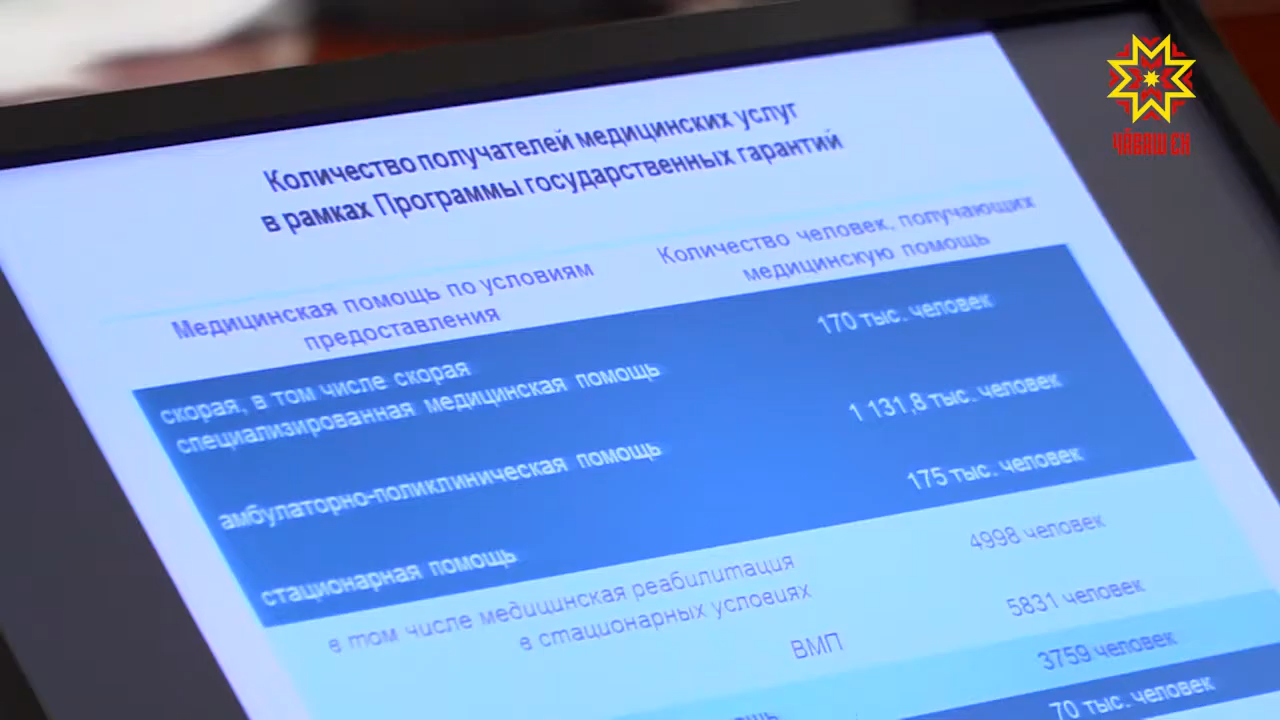 ЧӐВАШ ЕН
Количество получателей медицинских услуг
в рамках Программы государственных гарантий
Медицинская помощь по условиям
предоставления
Количество человек, получающих
медицинскую помощь
скорая, в том числе скорая
специализированная медицинская помощь
170 тыс. человек
амбулаторно-поликлиническая помощь
1 131,8 тыс. человек
стационарная помощь
175 тыс. человек
в том числе медицинская реабилитация
в стационарных условиях
4998 человек
ВМП
5831 человек
3759 человек
помощь
70 тыс. человек